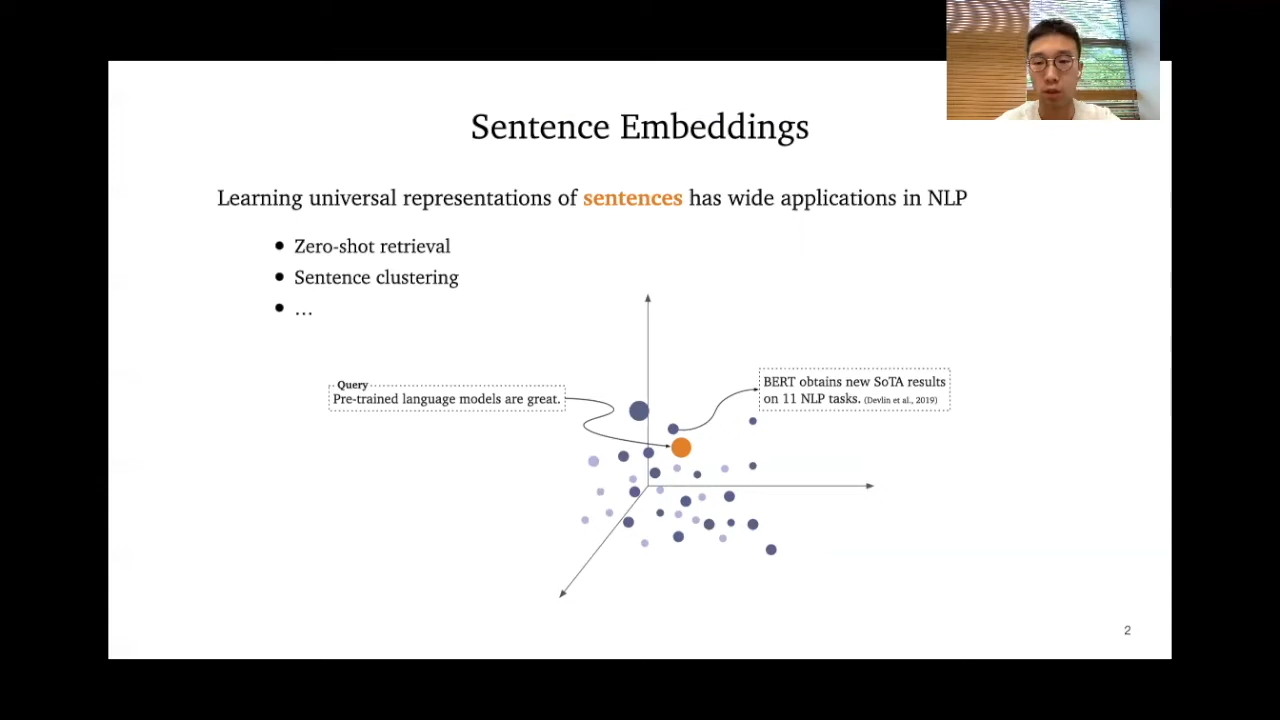 Sentence Embeddings
Learning universal representations of sentences has wide applications in NLP
● Zero-shot retrieval
● Sentence clustering
● …
Query
Pre-trained language models are great.
BERT obtains new SoTA results
on 11 NLP tasks. (Devlin et al., 2019)
2